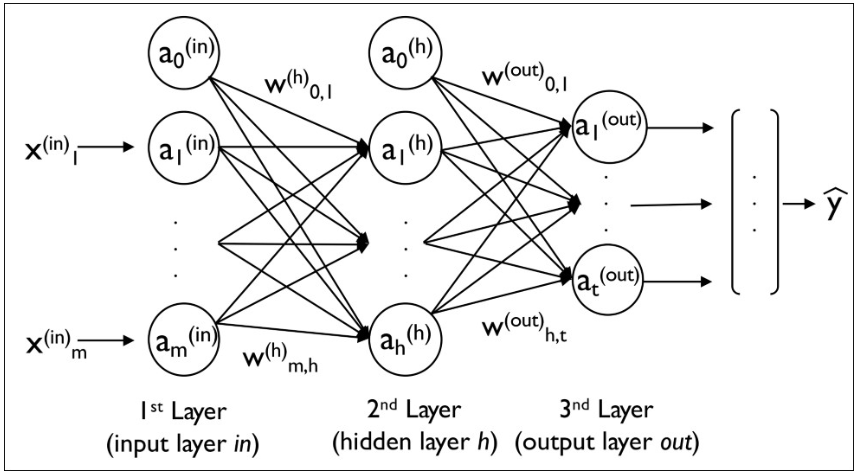 a₀⁽ⁱⁿ⁾
a₀⁽ʰ⁾
w⁽ʰ⁾₀,₁
w⁽ᵒᵘᵗ⁾₀,₁
x⁽ⁱⁿ⁾₁
a₁⁽ⁱⁿ⁾
a₁⁽ʰ⁾
a₁⁽ᵒᵘᵗ⁾
ŷ
x⁽ⁱⁿ⁾ₘ
aₘ⁽ⁱⁿ⁾
w⁽ʰ⁾ₘ,ₕ
aₕ⁽ʰ⁾
w⁽ᵒᵘᵗ⁾ₕ,ₜ
aₜ⁽ᵒᵘᵗ⁾
1ˢᵗ Layer
(input layer in)
2ⁿᵈ Layer
(hidden layer h)
3ⁿᵈ Layer
(output layer out)